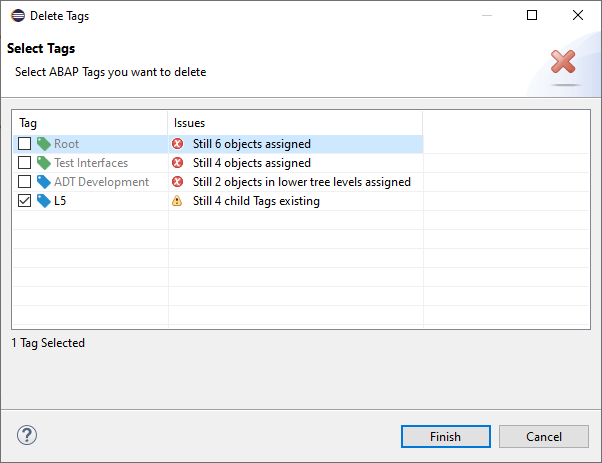 Delete Tags
Select Tags
Select ABAP Tags you want to delete
Tag Issues
Root Still 6 objects assigned
Test Interfaces Still 4 objects assigned
ADT Development Still 2 objects in lower tree levels assigned
L5 Still 4 child Tags existing
1 Tag Selected
? Finish Cancel